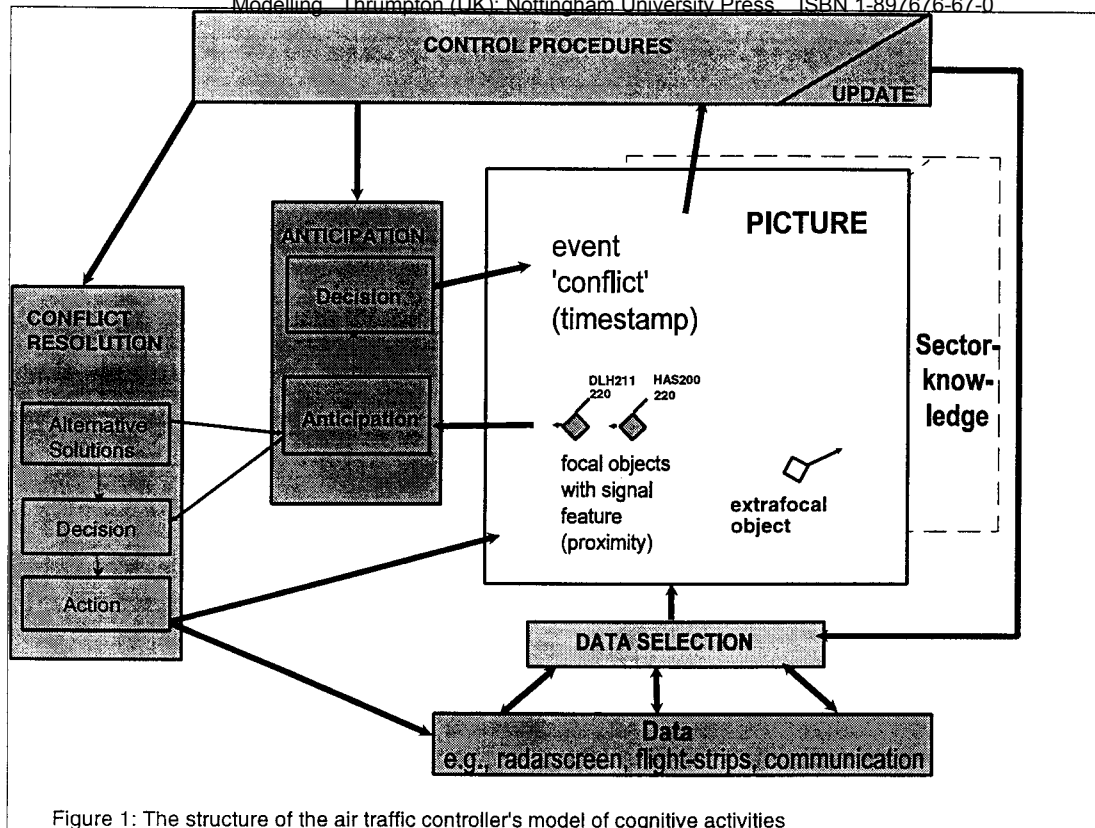 Modelling. Thrumpton (UK): Nottingham University Press. ISBN 1-897676-67-0
CONTROL PROCEDURES
UPDATE
PICTURE
ANTICIPATION
Decision
Anticipation
event
'conflict'
(timestamp)
CONFLICT
RESOLUTION
Alternative
Solutions
Decision
Action
DLH211
220
HAS200
220
focal objects
with signal
feature
(proximity)
extrafocal
object
Sector-
know-
ledge
DATA SELECTION
Data
e.g., radarscreen, flight-strips, communication
Figure 1: The structure of the air traffic controller's model of cognitive activities